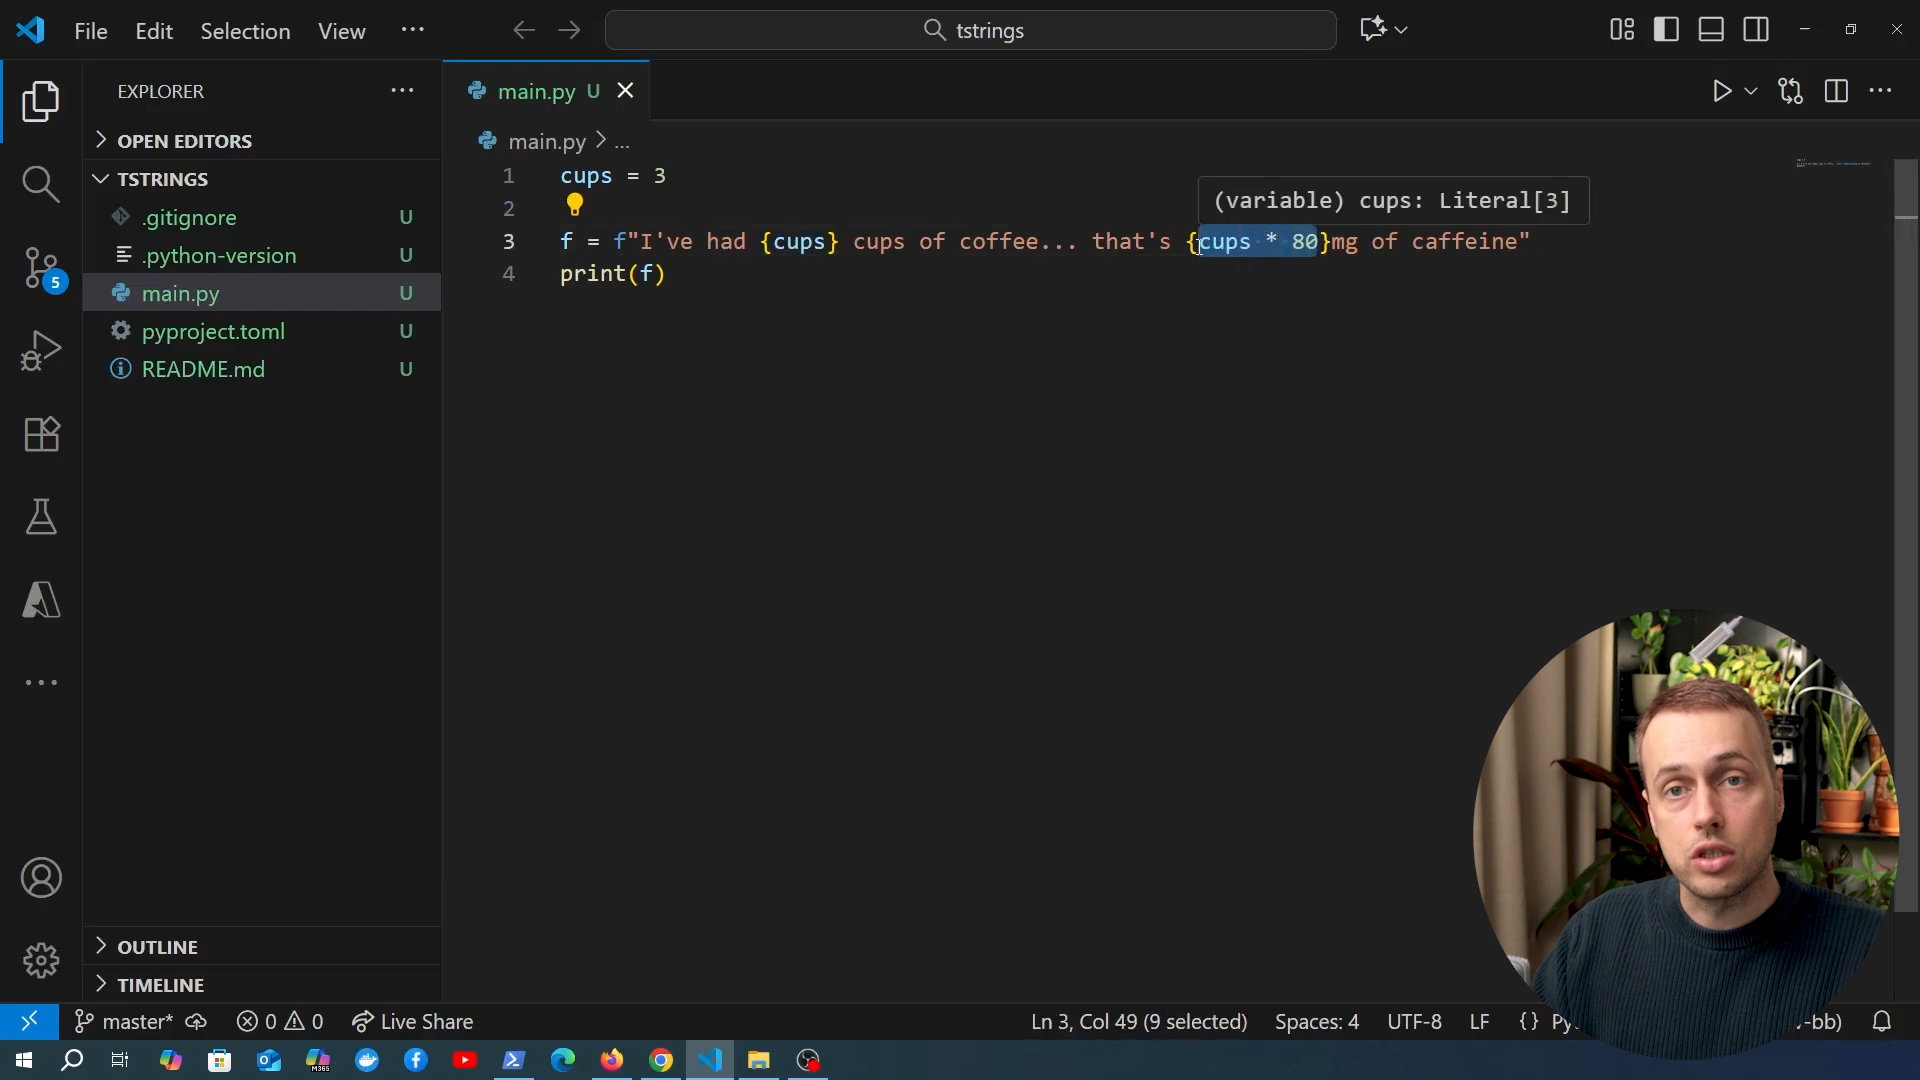 File Edit Selection View ...
tstrings
EXPLORER
OPEN EDITORS
TSTRINGS
.gitignore U
.python-version U
main.py U
pyproject.toml U
README.md U
5
OUTLINE
TIMELINE
main.py U
main.py > ...
1 cups = 3
2
(variable) cups: Literal[3]
3 f = f"I've had {cups} cups of coffee... that's {cups * 80}mg of caffeine"
4 print(f)
master* 0 0 Live Share
Ln 3, Col 49 (9 selected) Spaces: 4 UTF-8 LF {}
M365